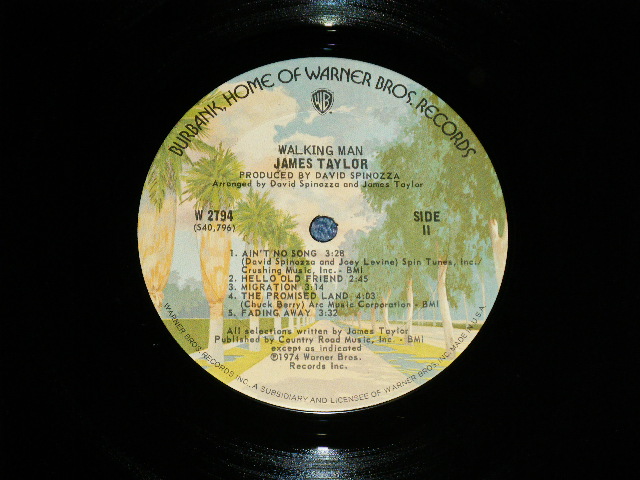 BURBANK, HOME OF WARNER BROS. RECORDS
WB
WALKING MAN
JAMES TAYLOR
PRODUCED BY DAVID SPINOZZA
Arranged by David Spinozza and James Taylor
W 2794
(S40,796)
SIDE
II
1. AIN'T NO SONG 3:28
(David Spinozza and Joey Levine) Spin Tunes, Inc./
Crushing Music, Inc. - BMI
2. HELLO OLD FRIEND 2:45
3. MIGRATION 3:14
4. THE PROMISED LAND 4:03
(Chuck Berry) Arc Music Corporation - BMI
5. FADING AWAY 3:32
All selections written by James Taylor
Published by Country Road Music, Inc. - BMI
except as indicated
℗1974 Warner Bros.
Records Inc.
WARNER BROS. RECORDS INC., A SUBSIDIARY AND LICENSEE OF WARNER BROS. INC. MADE IN U.S.A.